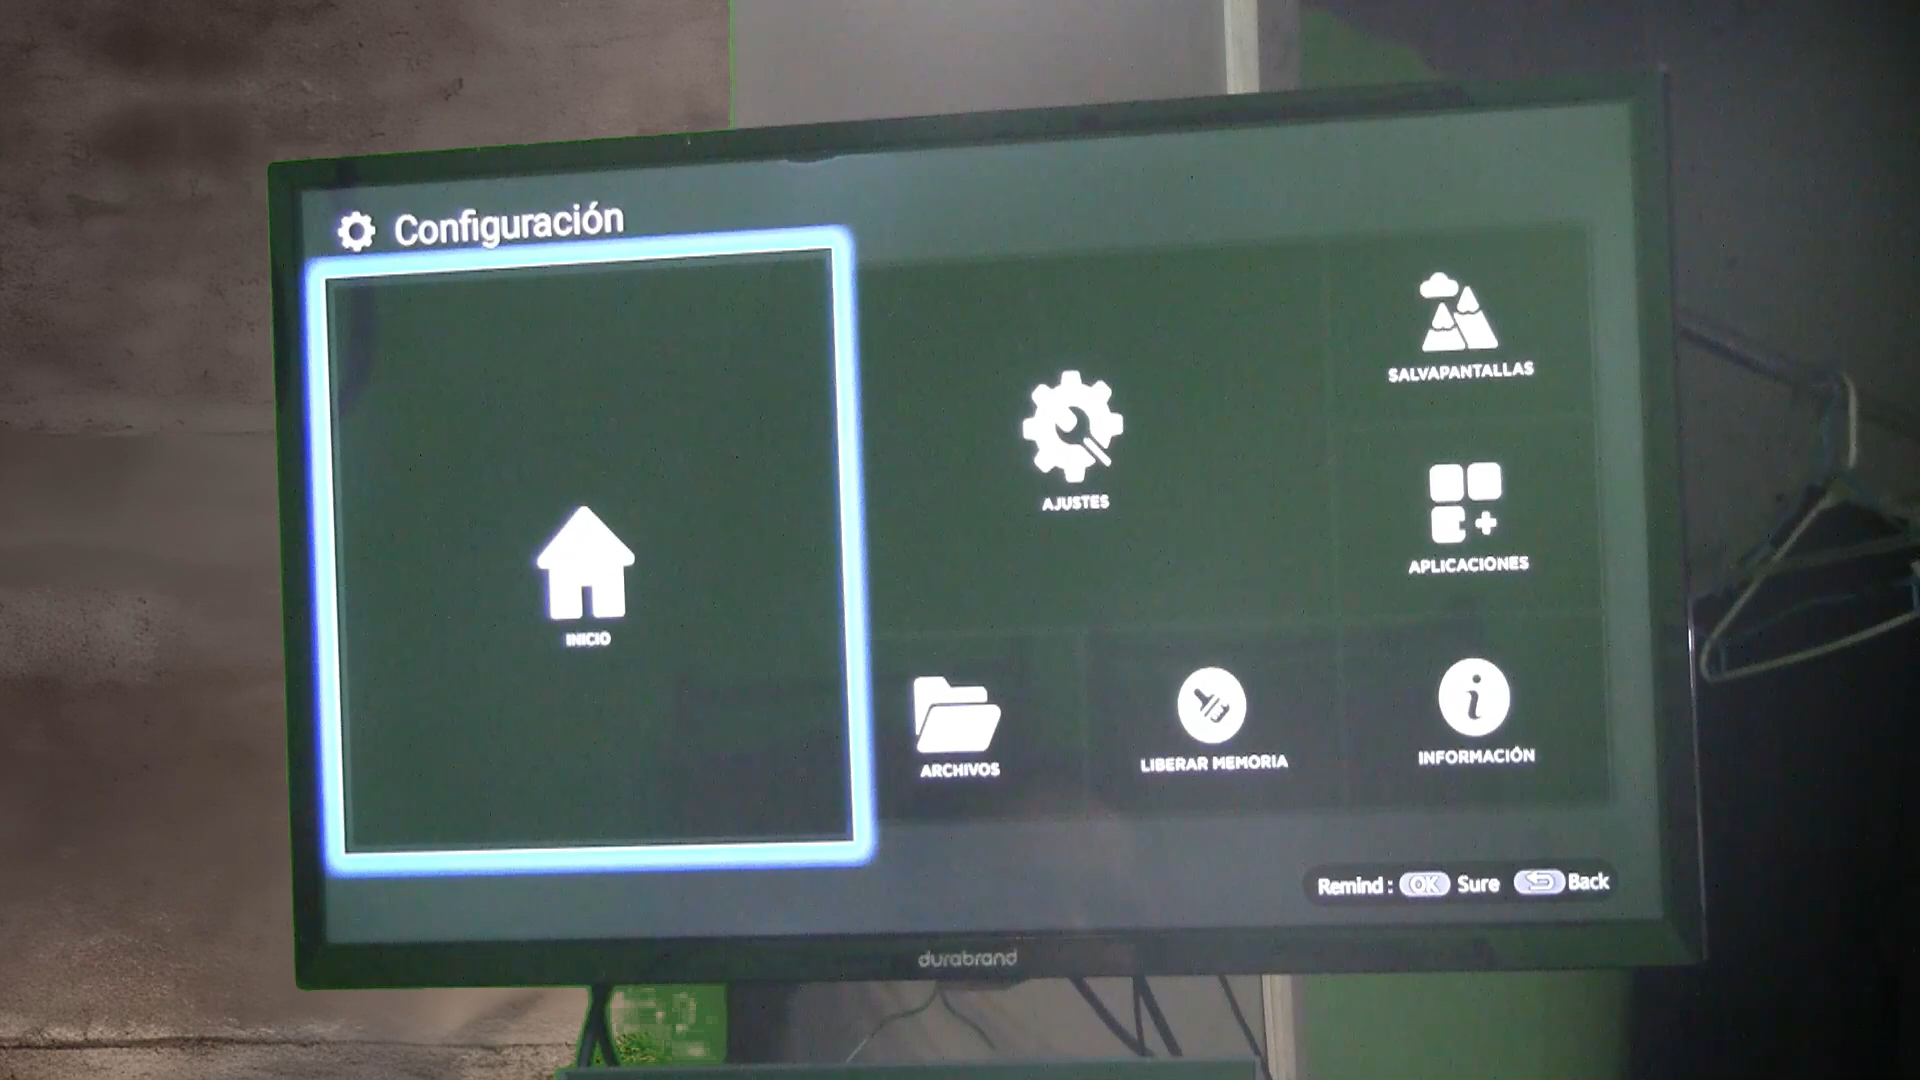 Configuración
SALVAPANTALLAS
AJUSTES
APLICACIONES
INICIO
ARCHIVOS
LIBERAR MEMORIA
INFORMACIÓN
Remind : OK Sure Back
durabrand